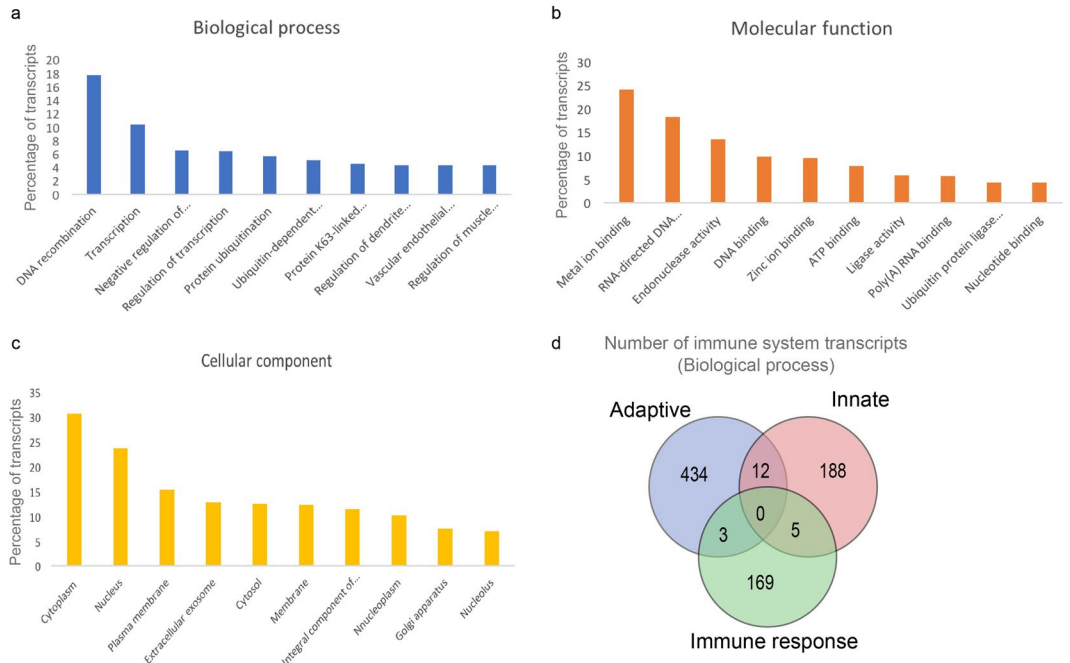 a
Biological process
Percentage of transcripts
20
18
16
14
12
10
8
6
4
2
0
DNA recombination
Transcription
Negative regulation of...
Regulation of transcription
Protein ubiquitination
Ubiquitin-dependent...
Protein K63-linked...
Regulation of dendrite...
Vascular endothelial...
Regulation of muscle...
b
Molecular function
Percentage of transcripts
30
25
20
15
10
5
0
Metal ion binding
RNA-directed DNA...
Endonuclease activity
DNA binding
Zinc ion binding
ATP binding
Ligase activity
Poly(A) RNA binding
Ubiquitin protein ligase...
Nucleotide binding
c
Cellular component
Percentage of transcripts
35
30
25
20
15
10
5
0
Cytoplasm
Nucleus
Plasma membrane
Extracellular exosome
Cytosol
Membrane
Integral component of...
Nnucleoplasm
Golgi apparatus
Nucleolus
d
Number of immune system transcripts
(Biological process)
Adaptive
Innate
434
12
188
0
3
5
169
Immune response